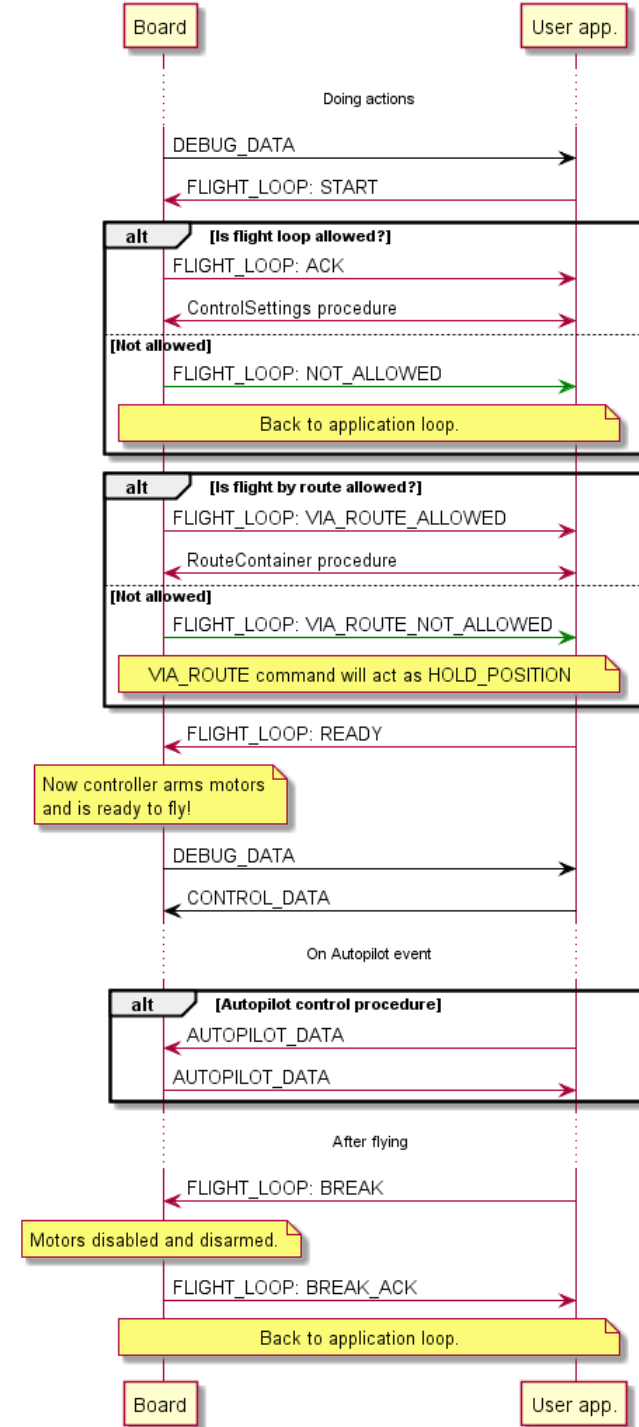 Board
User app.
Doing actions
DEBUG_DATA
FLIGHT_LOOP: START
alt
[Is flight loop allowed?]
FLIGHT_LOOP: ACK
ControlSettings procedure
[Not allowed]
FLIGHT_LOOP: NOT_ALLOWED
Back to application loop.
alt
[Is flight by route allowed?]
FLIGHT_LOOP: VIA_ROUTE_ALLOWED
RouteContainer procedure
[Not allowed]
FLIGHT_LOOP: VIA_ROUTE_NOT_ALLOWED
VIA_ROUTE command will act as HOLD_POSITION
FLIGHT_LOOP: READY
Now controller arms motors
and is ready to fly!
DEBUG_DATA
CONTROL_DATA
On Autopilot event
alt
[Autopilot control procedure]
AUTOPILOT_DATA
AUTOPILOT_DATA
After flying
FLIGHT_LOOP: BREAK
Motors disabled and disarmed.
FLIGHT_LOOP: BREAK_ACK
Back to application loop.
Board
User app.